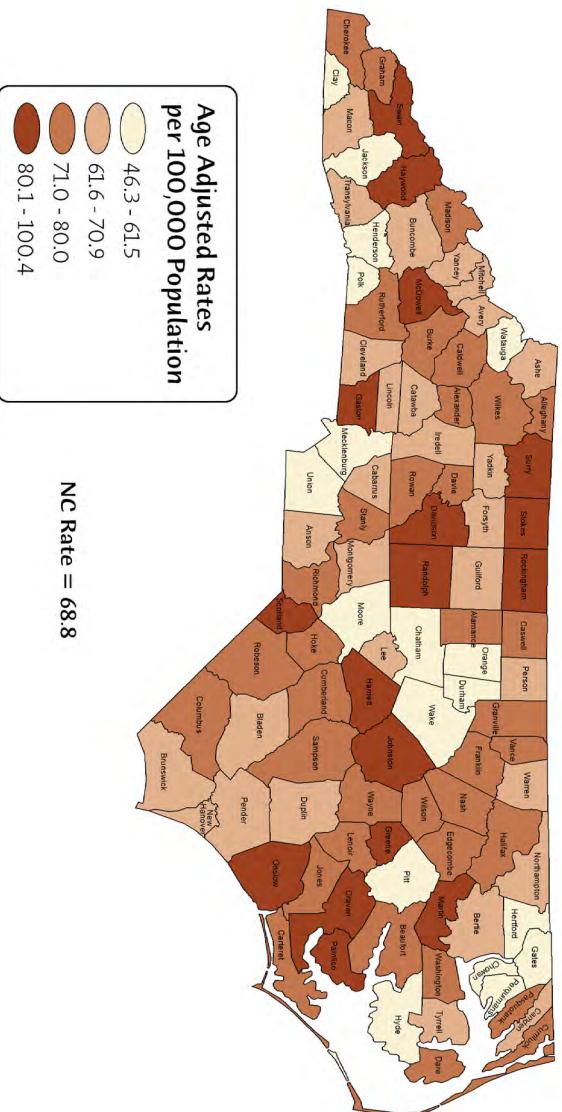 Cherokee
Graham
Clay
Swain
Macon
Jackson
Haywood
Transylvania
Madison
Buncombe
Henderson
Polk
Yancey
Mitchell
McDowell
Rutherford
Avery
Watauga
Burke
Cleveland
Caldwell
Ashe
Alleghany
Wilkes
Alexander
Catawba
Lincoln
Gaston
Iredell
Mecklenburg
Surry
Yadkin
Davie
Rowan
Cabarrus
Union
Stanly
Stokes
Forsyth
Davidson
Anson
Montgomery
Rockingham
Guilford
Randolph
Richmond
Scotland
Moore
Caswell
Alamance
Chatham
Orange
Lee
Hoke
Robeson
Person
Durham
Wake
Harnett
Cumberland
Columbus
Bladen
Brunswick
Granville
Vance
Franklin
Warren
Johnston
Sampson
Nash
Wilson
Wayne
Duplin
Pender
New
Hanover
Halifax
Northampton
Edgecombe
Greene
Lenoir
Jones
Onslow
Pitt
Martin
Bertie
Hertford
Gates
Chowan
Perquimans
Pasquotank
Camden
Currituck
Washington
Tyrrell
Dare
Beaufort
Hyde
Craven
Pamlico
Carteret
Age Adjusted Rates
per 100,000 Population
46.3 - 61.5
61.6 - 70.9
71.0 - 80.0
80.1 - 100.4
NC Rate = 68.8